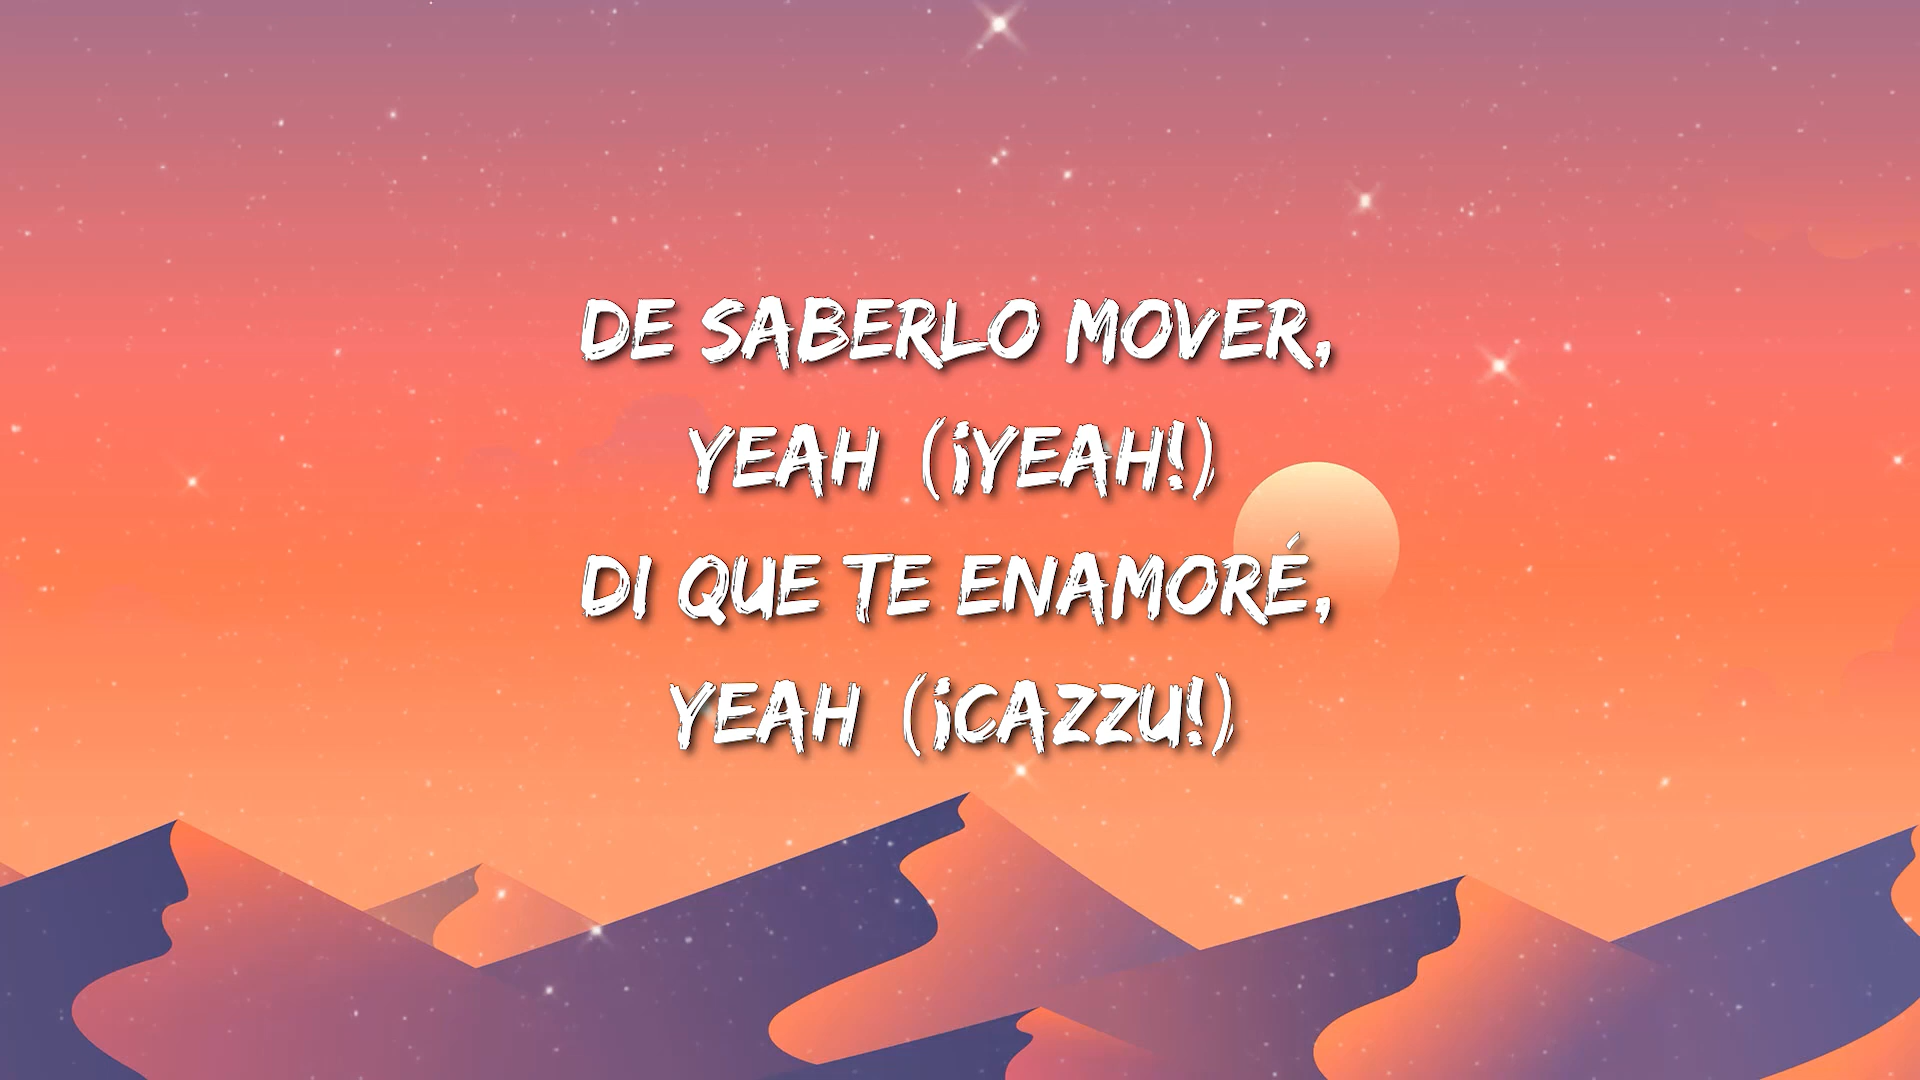 DE SABERLO MOVER,
YEAH (¡YEAH!)
DI QUE TE ENAMORÉ,
YEAH (¡CAZZU!)